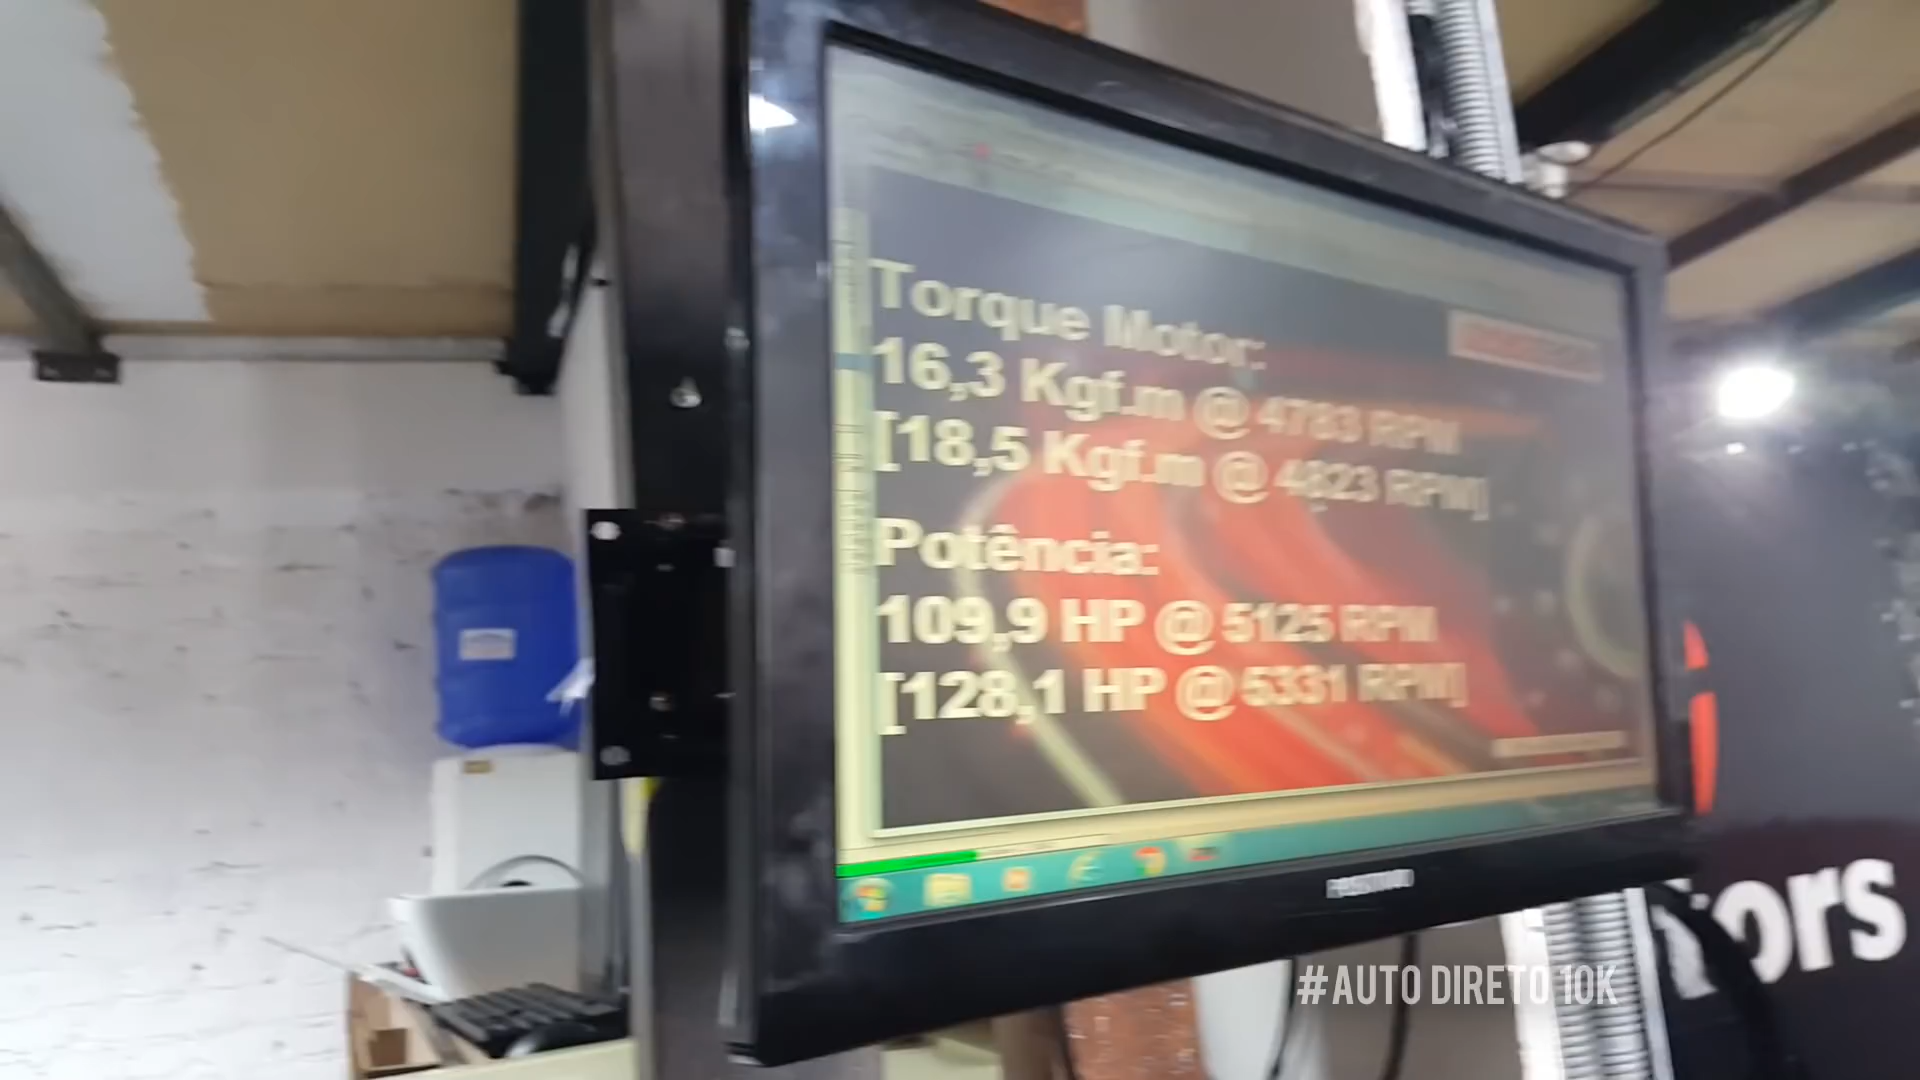 Torque Motor:
16,3 Kgf.m @ 4783 RPM
[18,5 Kgf.m @ 4823 RPM]
Potência:
109,9 HP @ 5125 RPM
[128,1 HP @ 5331 RPM]
tors
#AUTO DIRETO 10K